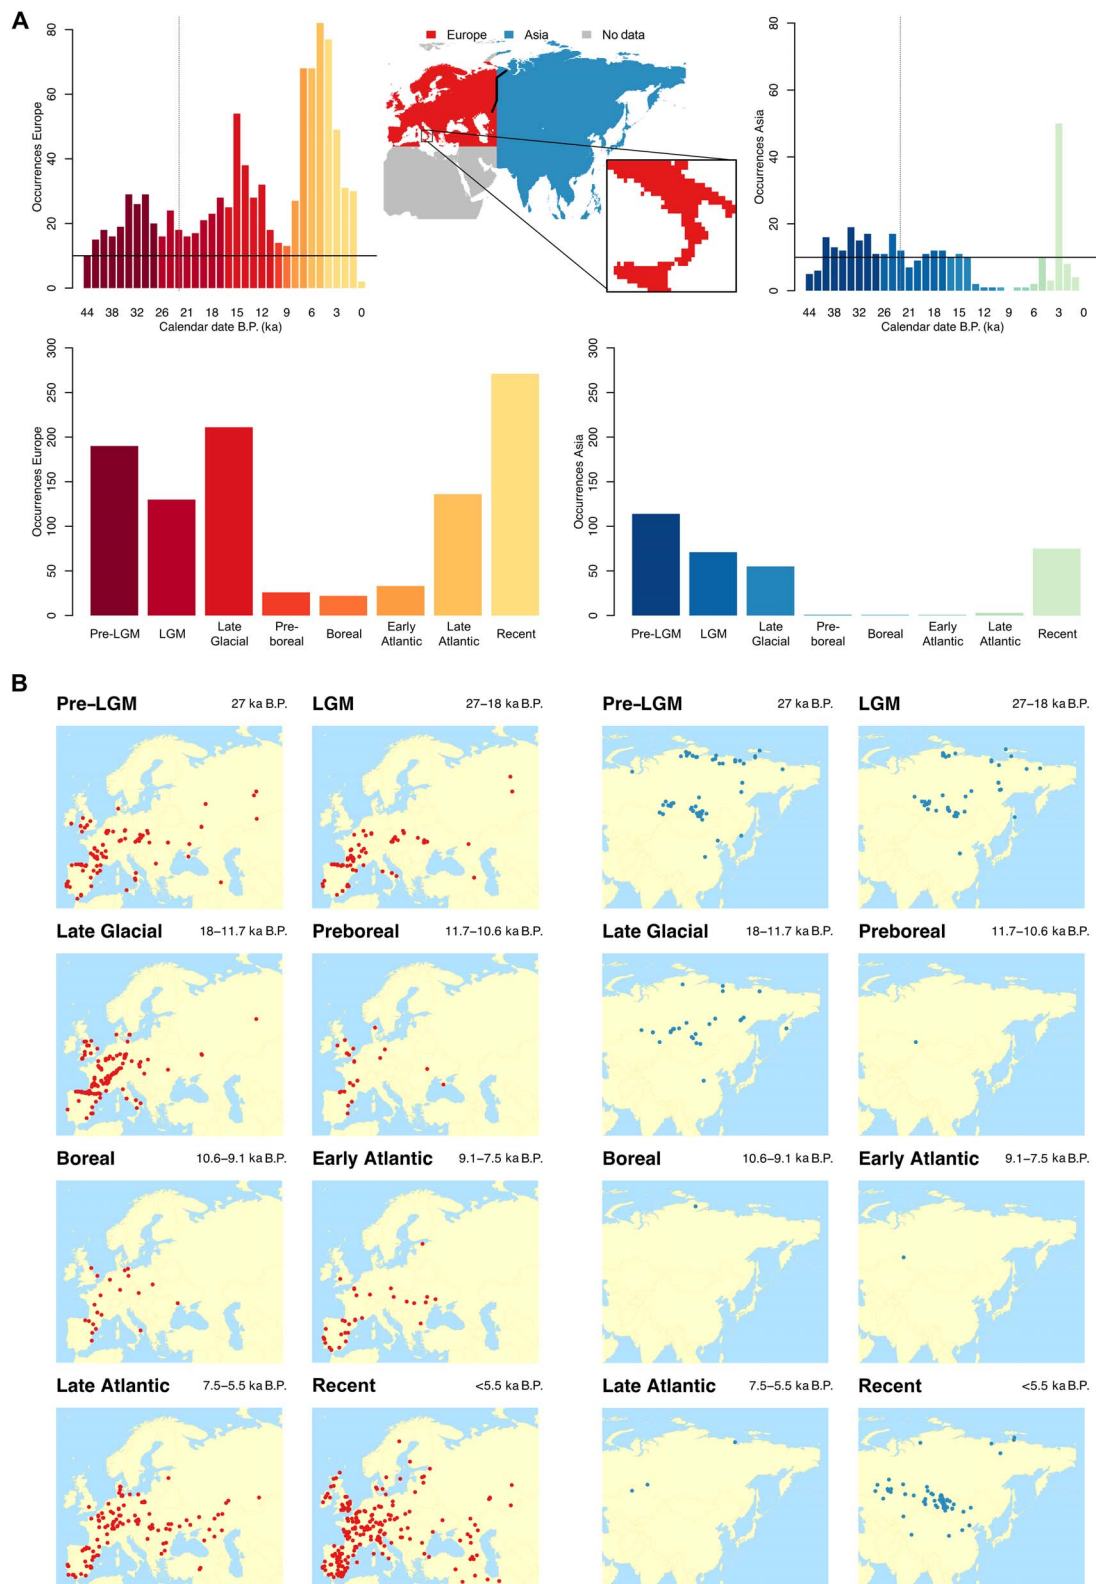 A
Occurrences Europe
80
60
40
20
0
44 38 32 26 21 15 12 9 6 3 0
Calendar date B.P. (ka)
Europe Asia No data
Occurrences Asia
80
60
40
20
0
44 38 32 26 21 15 12 9 6 3 0
Calendar date B.P. (ka)
Occurrences Europe
300
250
200
150
100
50
0
Pre-LGM LGM Late Glacial Pre-boreal Boreal Early Atlantic Late Atlantic Recent
Occurrences Asia
300
250
200
150
100
50
0
Pre-LGM LGM Late Glacial Pre-boreal Boreal Early Atlantic Late Atlantic Recent
B
Pre–LGM 27 ka B.P. LGM 27–18 ka B.P. Pre–LGM 27 ka B.P. LGM 27–18 ka B.P.
Late Glacial 18–11.7 ka B.P. Preboreal 11.7–10.6 ka B.P. Late Glacial 18–11.7 ka B.P. Preboreal 11.7–10.6 ka B.P.
Boreal 10.6–9.1 ka B.P. Early Atlantic 9.1–7.5 ka B.P. Boreal 10.6–9.1 ka B.P. Early Atlantic 9.1–7.5 ka B.P.
Late Atlantic 7.5–5.5 ka B.P. Recent <5.5 ka B.P. Late Atlantic 7.5–5.5 ka B.P. Recent <5.5 ka B.P.